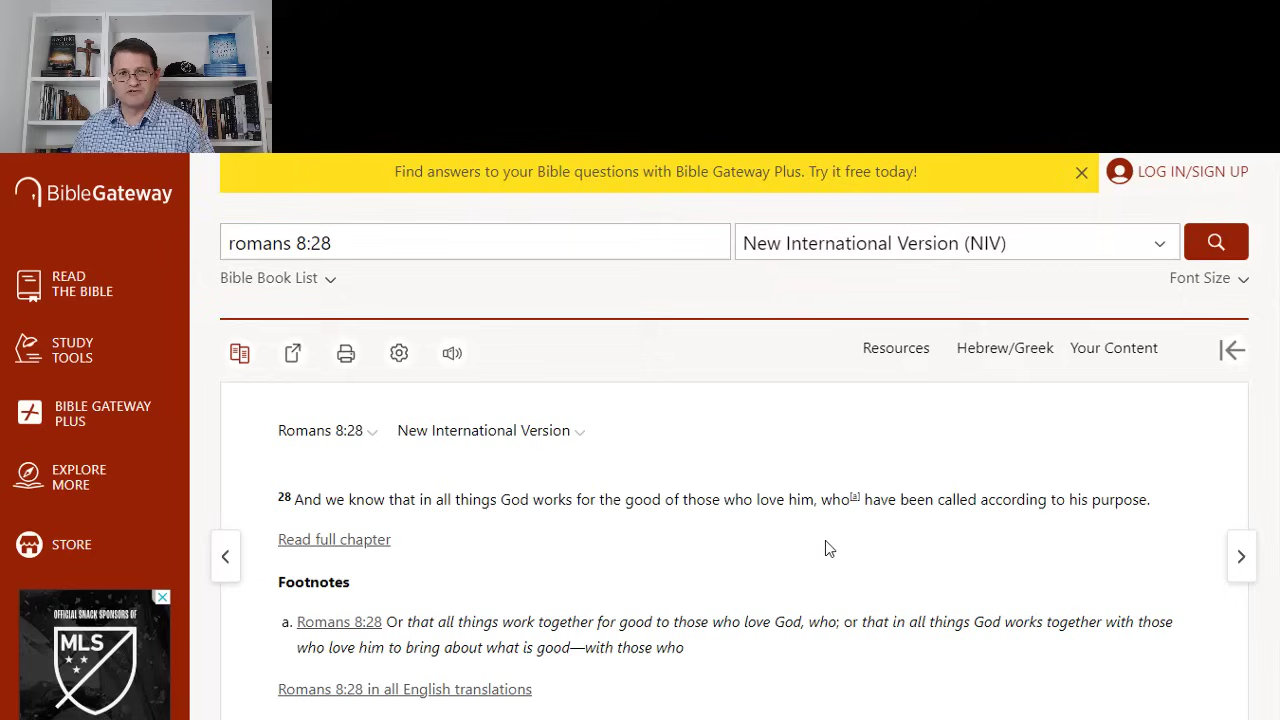 BibleGateway
Find answers to your Bible questions with Bible Gateway Plus. Try it free today!
LOG IN/SIGN UP
romans 8:28
New International Version (NIV)
Bible Book List
Font Size
READ
THE BIBLE
STUDY
TOOLS
BIBLE GATEWAY
PLUS
EXPLORE
MORE
STORE
OFFICIAL SNACK SPONSORS OF
MLS
Resources
Hebrew/Greek
Your Content
Romans 8:28
New International Version
28 And we know that in all things God works for the good of those who love him, who[a] have been called according to his purpose.
Read full chapter
Footnotes
a. Romans 8:28 Or that all things work together for good to those who love God, who; or that in all things God works together with those
who love him to bring about what is good—with those who
Romans 8:28 in all English translations